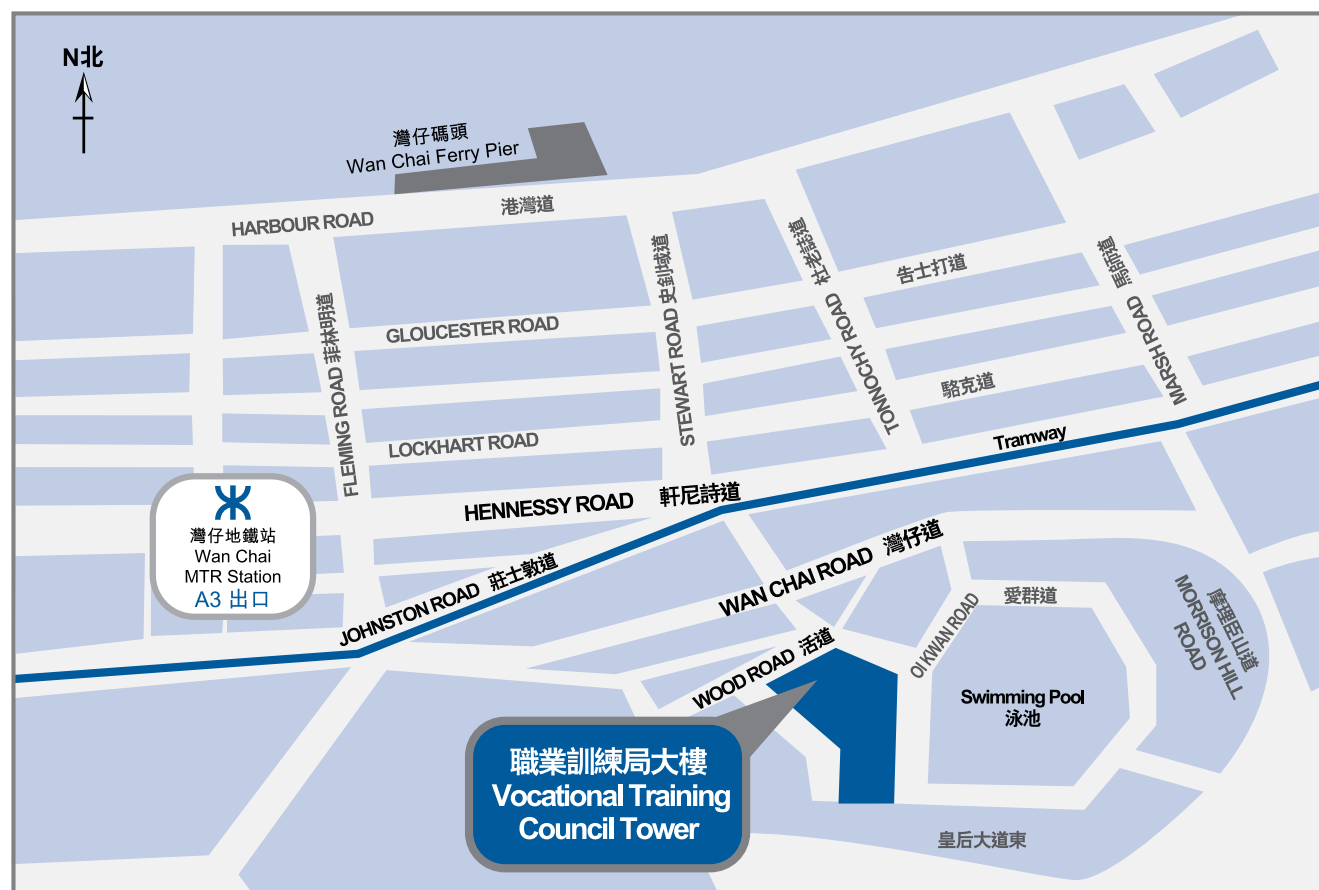 N北
灣仔碼頭
Wan Chai Ferry Pier
HARBOUR ROAD 港灣道
FLEMING ROAD 菲林明道
STEWART ROAD 史釗域道
TONNOCHY ROAD 杜老誌道
MARSH ROAD 馬師道
GLOUCESTER ROAD 告士打道
LOCKHART ROAD 駱克道
Tramway
HENNESSY ROAD 軒尼詩道
灣仔地鐵站
Wan Chai
MTR Station
A3 出口
JOHNSTON ROAD 莊士敦道
WAN CHAI ROAD 灣仔道
WOOD ROAD 活道
OI KWAN ROAD 愛群道
摩理臣山道
MORRISON HILL
ROAD
Swimming Pool
泳池
職業訓練局大樓
Vocational Training
Council Tower
皇后大道東